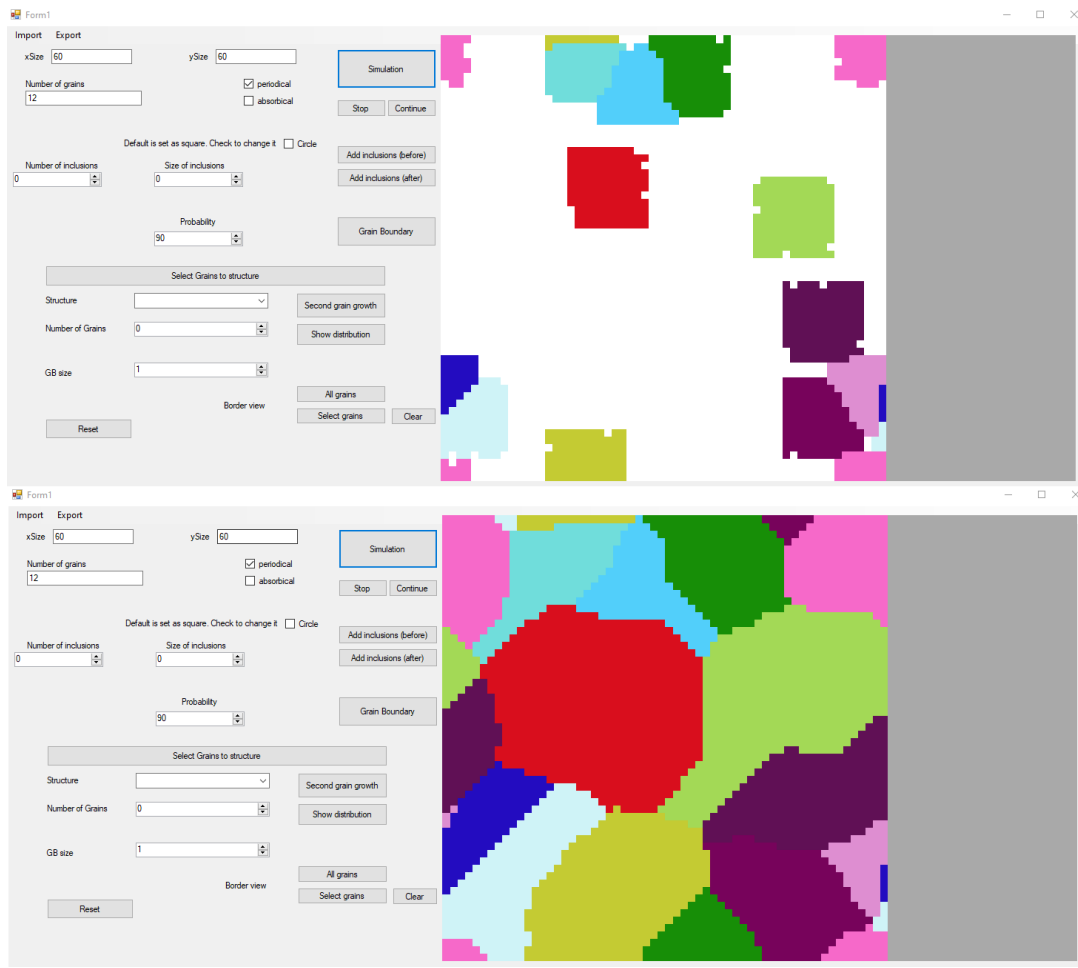 Form1
Import Export
xSize 60 ySize 60
Simulation
Number of grains
12
periodical
absorbical
Stop Continue
Default is set as square. Check to change it Circle
Number of inclusions Size of inclusions
0 0
Add inclusions (before)
Add inclusions (after)
Probability
90
Grain Boundary
Select Grains to structure
Structure
Second grain growth
Number of Grains 0
Show distribution
GB size 1
All grains
Border view
Select grains Clear
Reset
Form1
Import Export
xSize 60 ySize 60
Simulation
Number of grains
12
periodical
absorbical
Stop Continue
Default is set as square. Check to change it Circle
Number of inclusions Size of inclusions
0 0
Add inclusions (before)
Add inclusions (after)
Probability
90
Grain Boundary
Select Grains to structure
Structure
Second grain growth
Number of Grains 0
Show distribution
GB size 1
All grains
Border view
Select grains Clear
Reset